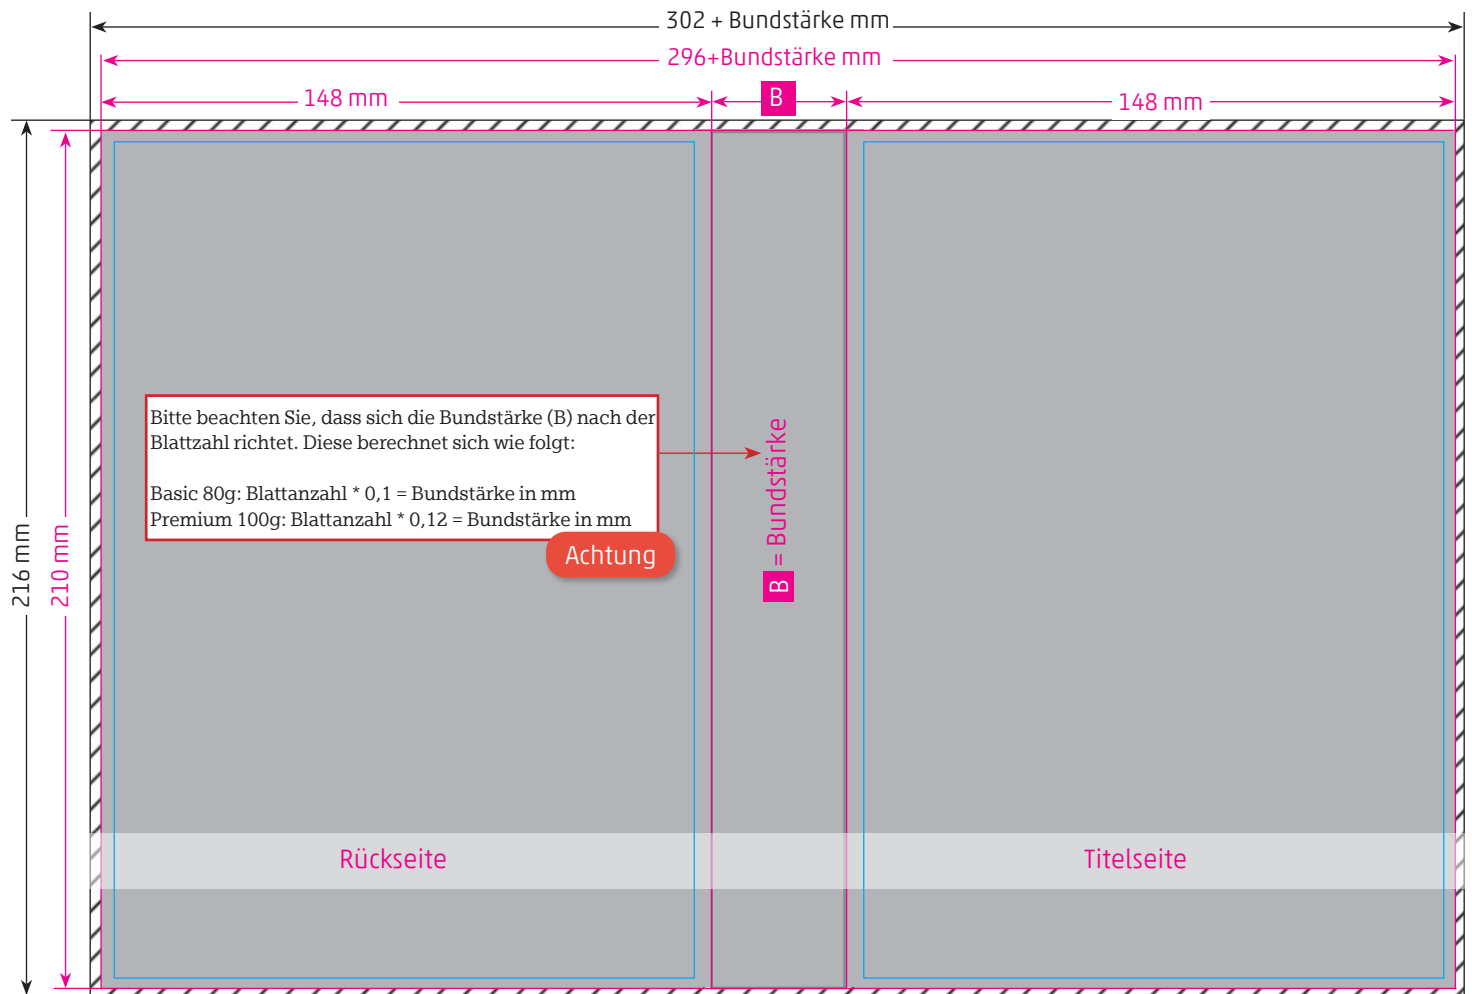 302 + Bundstärke mm
296+Bundstärke mm
148 mm
B
148 mm
216 mm
210 mm
Bitte beachten Sie, dass sich die Bundstärke (B) nach der
Blattzahl richtet. Diese berechnet sich wie folgt:
Basic 80g: Blattanzahl * 0,1 = Bundstärke in mm
Premium 100g: Blattanzahl * 0,12 = Bundstärke in mm
Achtung
B = Bundstärke
Rückseite
Titelseite